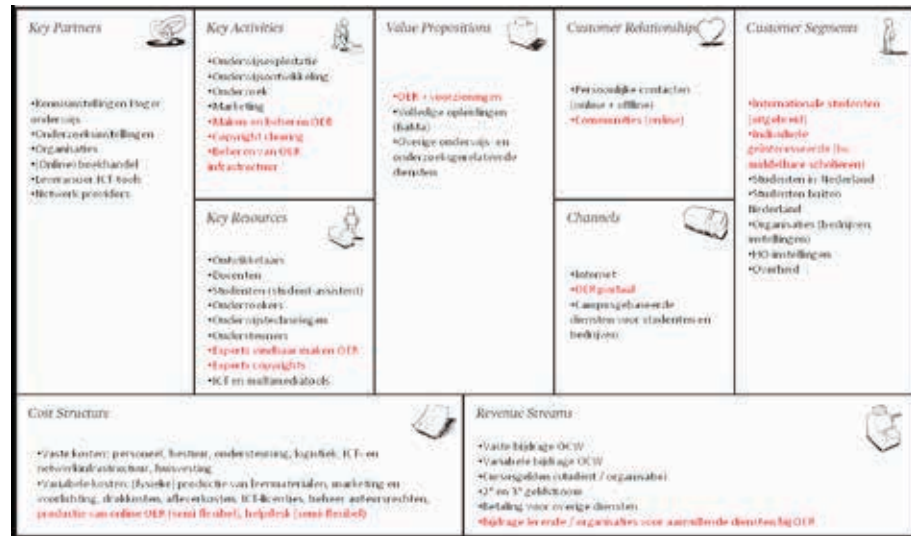 Key Partners
•Kennisinstellingen Hoger
onderwijs
•Onderzoeksinstellingen
•Organisaties
•(Online) boekhandel
•Leverancier ICT-tools
•Netwerk providers
Key Activities
•Onderwijsexploitatie
•Onderwijsontwikkeling
•Onderzoek
•Marketing
•Maken en beheren OER
•Copyright clearing
•Beheren van OER
infrastructuur
Key Resources
•Ontwikkelaars
•Docenten
•Studenten (student-assistent)
•Onderzoekers
•Onderwijstechnologen
•Ondersteuners
•Experts vindbaar maken OER
•Experts copyrights
•ICT en multimediatools
Value Propositions
•OER + voorzieningen
•Volledige opleidingen
(BaMa)
•Overige onderwijs- en
onderzoeksgerelateerde
diensten
Customer Relationships
•Persoonlijke contacten
(online + offline)
•Communities (online)
Channels
•Internet
•OER portaal
•Campusgebaseerde
diensten voor studenten en
bedrijven
Customer Segments
•Internationale studenten
(uitgebreid)
•Individuele
geïnteresseerde (bv.
middelbare scholieren)
•Studenten in Nederland
•Studenten buiten
Nederland
•Organisaties (bedrijven,
instellingen)
•HO-instellingen
•Overheid
Cost Structure
•Vaste kosten: personeel, bestuur, ondersteuning, logistiek, ICT- en
netwerkinfrastructuur, huisvesting
•Variabele kosten: (fysieke) productie van leermaterialen, marketing en
voorlichting, drukkosten, afleverkosten, ICT-licenties, beheer auteursrechten,
productie van online OER (semi flexibel), helpdesk (semi-flexibel)
Revenue Streams
•Vaste bijdrage OCW
•Variabele bijdrage OCW
•Cursusgelden (student / organisatie)
•2e en 3e geldstroom
•Betaling voor overige diensten
•Bijdrage lerende / organisaties voor aanvullende diensten bij OER